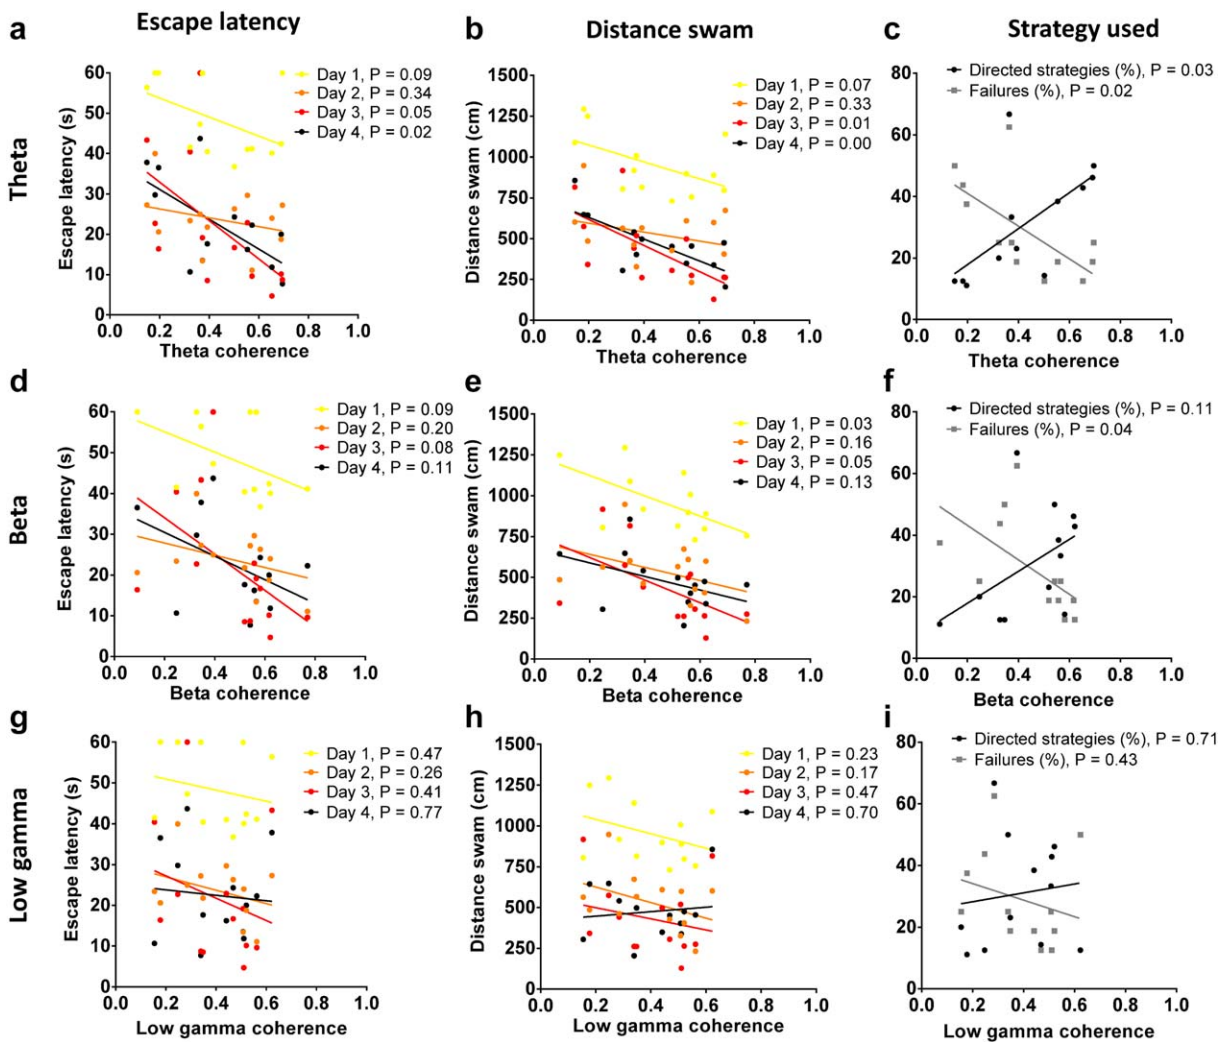 a Escape latency
b Distance swam
c Strategy used
Theta
Escape latency (s)
60
50
40
30
20
10
0
0.0 0.2 0.4 0.6 0.8 1.0
Theta coherence
Day 1, P = 0.09
Day 2, P = 0.34
Day 3, P = 0.05
Day 4, P = 0.02
Distance swam (cm)
1500
1250
1000
750
500
250
0
0.0 0.2 0.4 0.6 0.8 1.0
Theta coherence
Day 1, P = 0.07
Day 2, P = 0.33
Day 3, P = 0.01
Day 4, P = 0.00
80
60
40
20
0
0.0 0.2 0.4 0.6 0.8 1.0
Theta coherence
Directed strategies (%), P = 0.03
Failures (%), P = 0.02
d
Beta
Escape latency (s)
60
50
40
30
20
10
0
0.0 0.2 0.4 0.6 0.8 1.0
Beta coherence
Day 1, P = 0.09
Day 2, P = 0.20
Day 3, P = 0.08
Day 4, P = 0.11
e
Distance swam (cm)
1500
1250
1000
750
500
250
0
0.0 0.2 0.4 0.6 0.8 1.0
Beta coherence
Day 1, P = 0.03
Day 2, P = 0.16
Day 3, P = 0.05
Day 4, P = 0.13
f
80
60
40
20
0
0.0 0.2 0.4 0.6 0.8 1.0
Beta coherence
Directed strategies (%), P = 0.11
Failures (%), P = 0.04
g
Low gamma
Escape latency (s)
60
50
40
30
20
10
0
0.0 0.2 0.4 0.6 0.8 1.0
Low gamma coherence
Day 1, P = 0.47
Day 2, P = 0.26
Day 3, P = 0.41
Day 4, P = 0.77
h
Distance swam (cm)
1500
1250
1000
750
500
250
0
0.0 0.2 0.4 0.6 0.8 1.0
Low gamma coherence
Day 1, P = 0.23
Day 2, P = 0.17
Day 3, P = 0.47
Day 4, P = 0.70
i
80
60
40
20
0
0.0 0.2 0.4 0.6 0.8 1.0
Low gamma coherence
Directed strategies (%), P = 0.71
Failures (%), P = 0.43